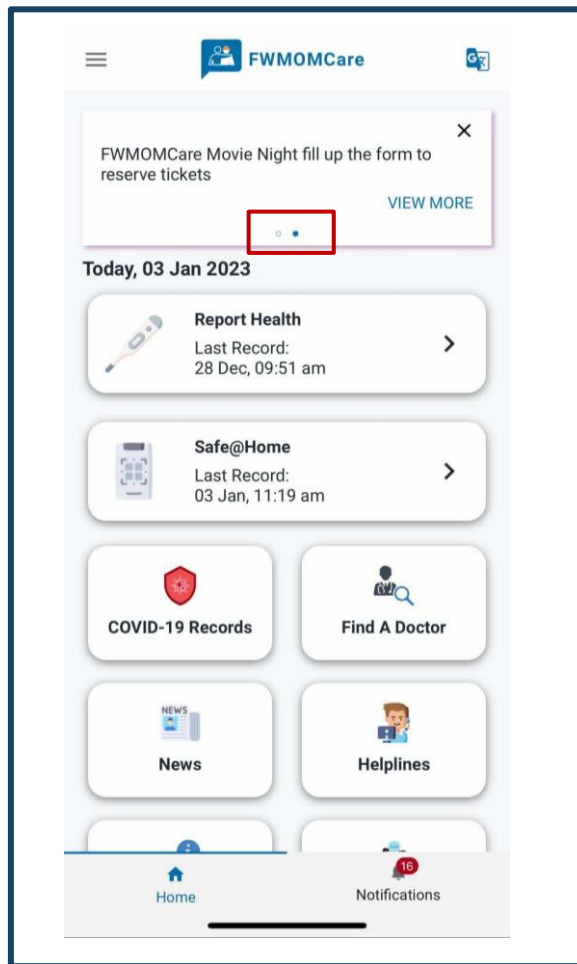 FWMOMCare
FWMOMCare Movie Night fill up the form to
reserve tickets
VIEW MORE
Today, 03 Jan 2023
Report Health
Last Record:
28 Dec, 09:51 am
Safe@Home
Last Record:
03 Jan, 11:19 am
COVID-19 Records
Find A Doctor
NEWS
News
Helplines
16
Home
Notifications